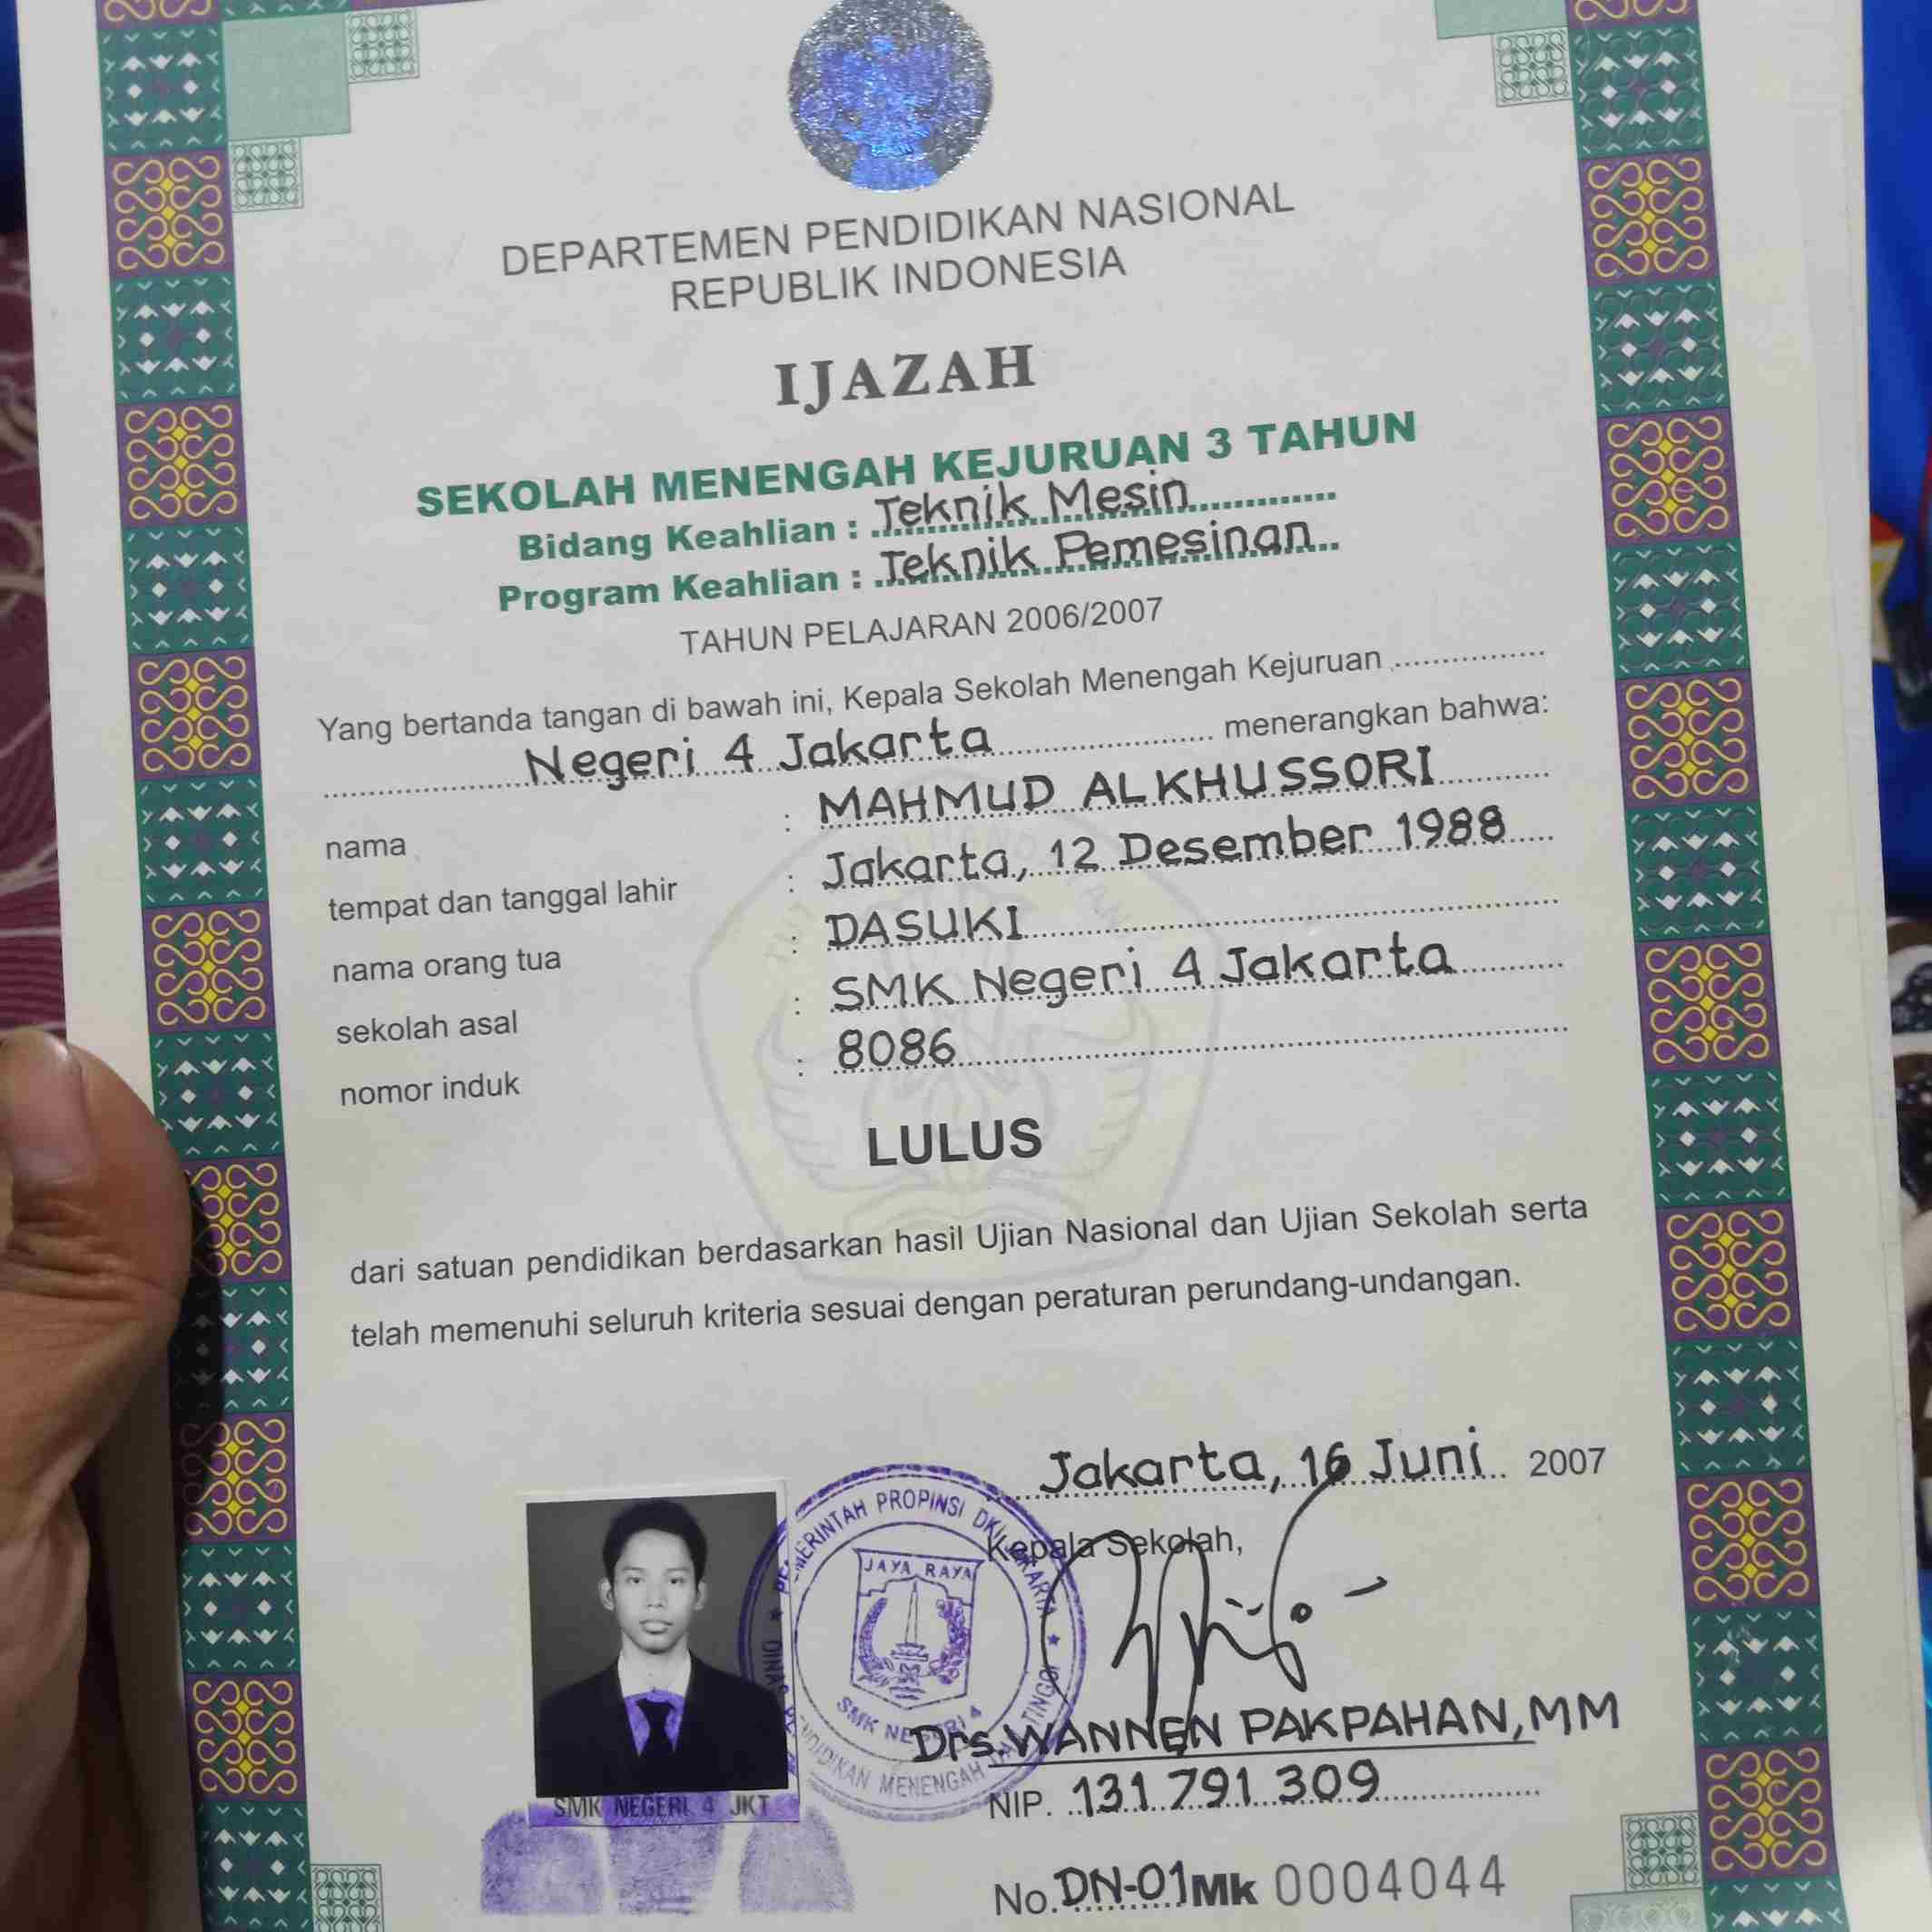 DEPARTEMEN PENDIDIKAN NASIONAL
REPUBLIK INDONESIA
IJAZAH
SEKOLAH MENENGAH KEJURUAN 3 TAHUN
Bidang Keahlian : Teknik Mesin
Program Keahlian : Teknik Pemesinan
TAHUN PELAJARAN 2006/2007
Yang bertanda tangan di bawah ini, Kepala Sekolah Menengah Kejuruan
Negeri 4 Jakarta menerangkan bahwa:
nama : MAHMUD ALKHUSSORI
tempat dan tanggal lahir : Jakarta, 12 Desember 1988
nama orang tua : DASUKI
sekolah asal : SMK Negeri 4 Jakarta
nomor induk : 8086
LULUS
dari satuan pendidikan berdasarkan hasil Ujian Nasional dan Ujian Sekolah serta
telah memenuhi seluruh kriteria sesuai dengan peraturan perundang-undangan.
Jakarta, 16 Juni 2007
Kepala Sekolah,
PEMERINTAH PROPINSI DKI JAKARTA
JAYA RAYA
SMK NEGERI 4
MENENGAH TINGGI
Drs. WANNEN PAKPAHAN, MM
NIP. 131 791 309
SMK NEGERI 4 JKT
No. DN-01 Mk 0004044